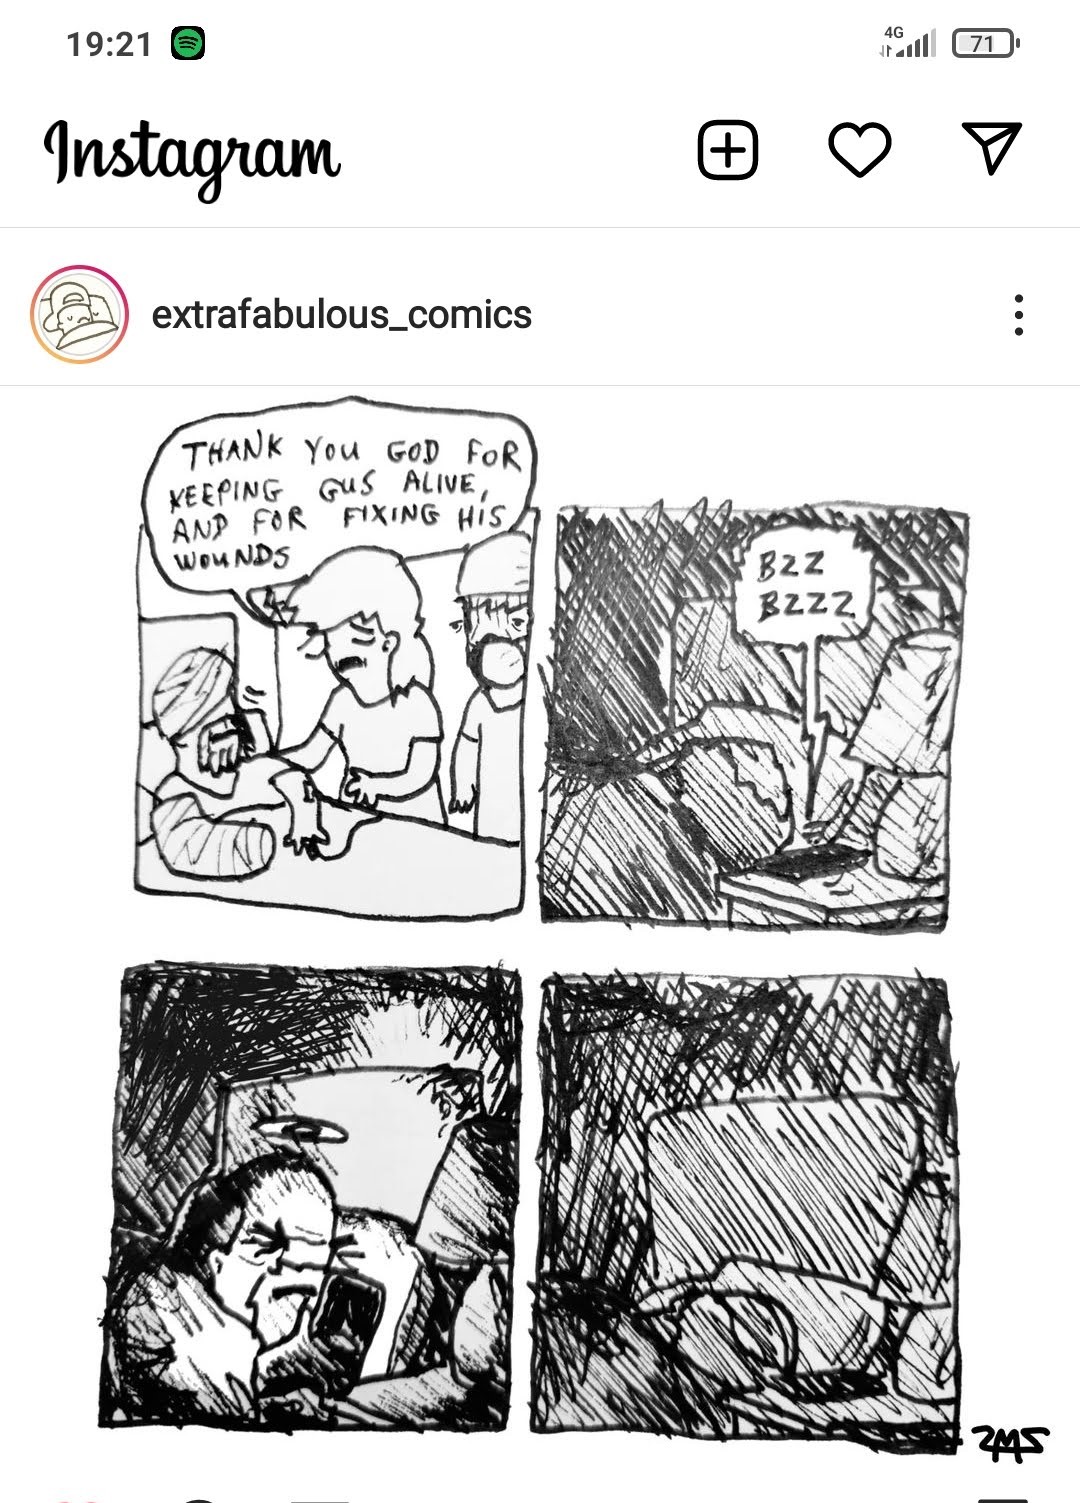 19:21
4G
71
Instagram
extrafabulous_comics
THANK YOU GOD FOR
KEEPING GUS ALIVE,
AND FOR FIXING HIS
WOUNDS
BZZ
BZZZ
ZMS